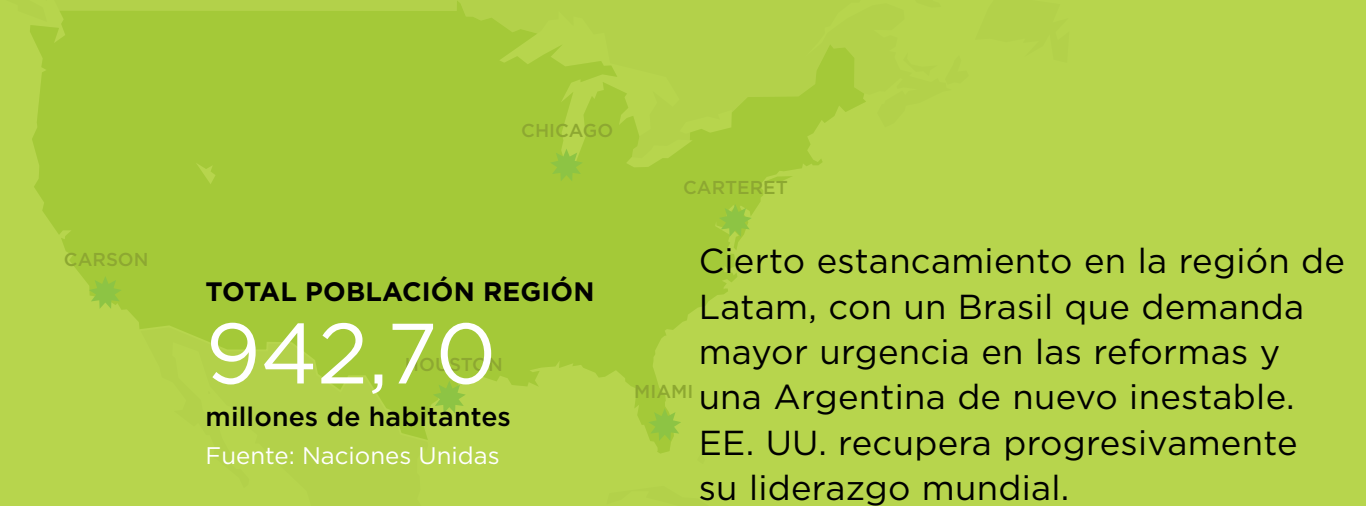 CHICAGO
CARTERET
CARSON
HOUSTON
MIAMI
TOTAL POBLACIÓN REGIÓN
942,70
millones de habitantes
Fuente: Naciones Unidas
Cierto estancamiento en la región de
Latam, con un Brasil que demanda
mayor urgencia en las reformas y
una Argentina de nuevo inestable.
EE. UU. recupera progresivamente
su liderazgo mundial.